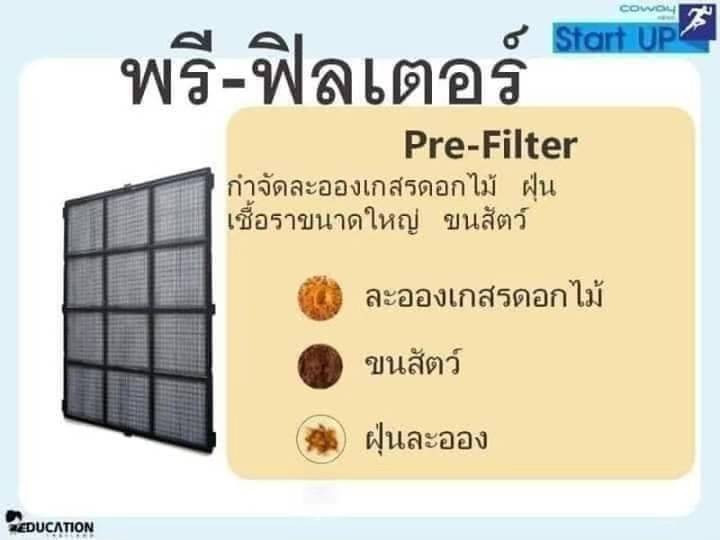 coway
Start UP
พรี-ฟิลเตอร์
Pre-Filter
กำจัดละอองเกสรดอกไม้ ฝุ่น
เชื้อราขนาดใหญ่ ขนสัตว์
ละอองเกสรดอกไม้
ขนสัตว์
ฝุ่นละออง
EDUCATION
THAILAND